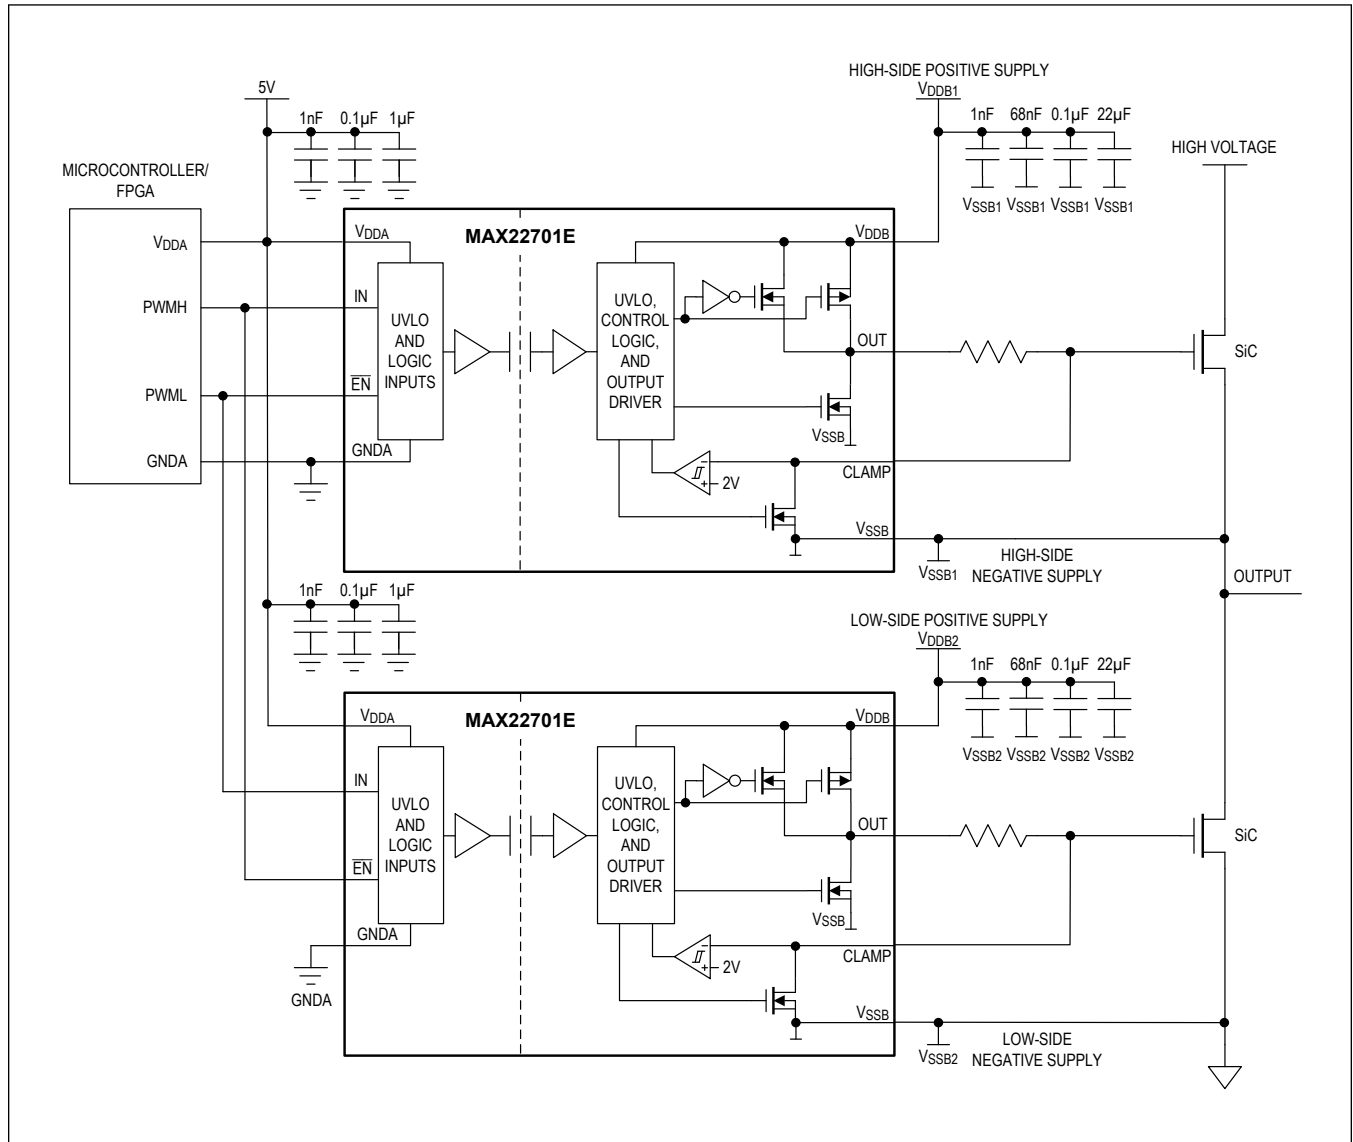 HIGH-SIDE POSITIVE SUPPLY
VDDB1
5V
1nF 0.1µF 1µF
1nF 68nF 0.1µF 22µF
HIGH VOLTAGE
MICROCONTROLLER/
FPGA
VSSB1 VSSB1 VSSB1 VSSB1
VDDA
PWMH
PWML
GNDA
MAX22701E
VDDA
IN
EN
GNDA
UVLO
AND
LOGIC
INPUTS
UVLO,
CONTROL
LOGIC,
AND
OUTPUT
DRIVER
VDDB
OUT
VSSB
CLAMP
- + 2V
VSSB
SiC
VSSB1
HIGH-SIDE
NEGATIVE SUPPLY
OUTPUT
1nF 0.1µF 1µF
LOW-SIDE POSITIVE SUPPLY
VDDB2
1nF 68nF 0.1µF 22µF
VSSB2 VSSB2 VSSB2 VSSB2
MAX22701E
VDDA
IN
EN
GNDA
GNDA
UVLO
AND
LOGIC
INPUTS
UVLO,
CONTROL
LOGIC,
AND
OUTPUT
DRIVER
VDDB
OUT
VSSB
CLAMP
- + 2V
VSSB
SiC
VSSB2
LOW-SIDE
NEGATIVE SUPPLY